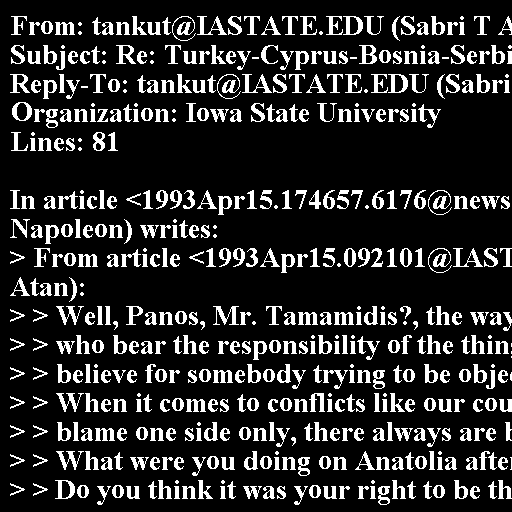 From: tankut@IASTATE.EDU (Sabri T A
Subject: Re: Turkey-Cyprus-Bosnia-Serbi
Reply-To: tankut@IASTATE.EDU (Sabri
Organization: Iowa State University
Lines: 81

In article <1993Apr15.174657.6176@news
Napoleon) writes:
> From article <1993Apr15.092101@IAST
Atan):
> > Well, Panos, Mr. Tamamidis?, the way
> > who bear the responsibility of the thin
> > believe for somebody trying to be obje
> > When it comes to conflicts like our cou
> > blame one side only, there always are b
> > What were you doing on Anatolia afte
> > Do you think it was your right to be th